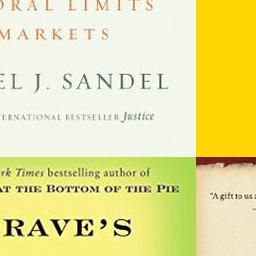 ORAL LIMITS
MARKETS
EL J. SANDEL
TERNATIONAL BESTSELLER Justice
rk Times bestselling author of
AT THE BOTTOM OF THE PIE
RAVE'S
"A gift to us a